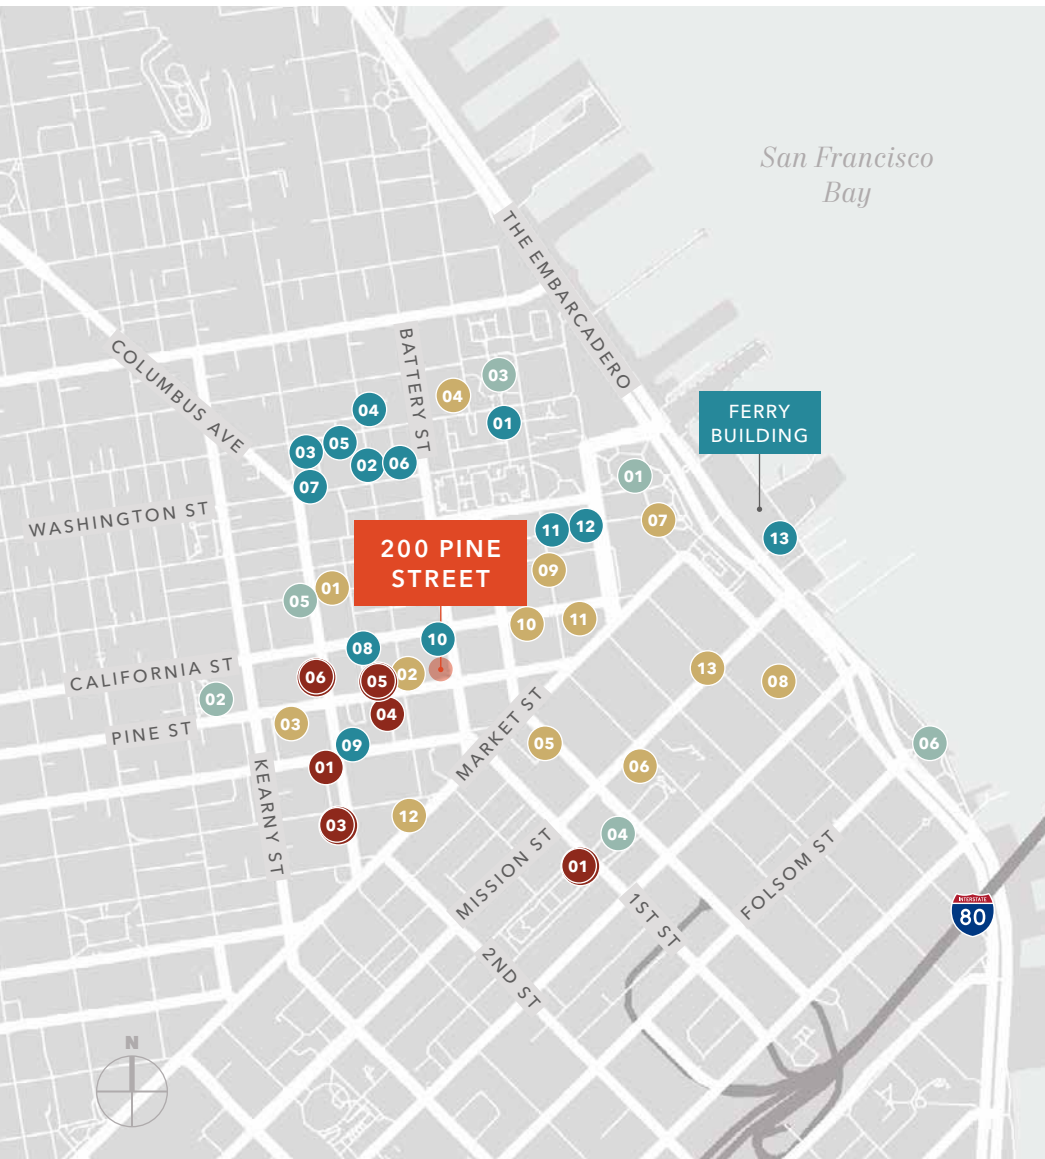 San Francisco
Bay
THE EMBARCADERO
COLUMBUS AVE
BATTERY ST
03
04
04
01
FERRY
BUILDING
05
03
02
06
07
01
WASHINGTON ST
07
11
12
13
200 PINE
STREET
09
01
05
10
11
10
08
CALIFORNIA ST
06
05
02
13
08
02
04
03
PINE ST
09
MARKET ST
05
06
06
01
KEARNY ST
12
03
04
01
MISSION ST
FOLSOM ST
1ST ST
INTERSTATE
80
2ND ST
N